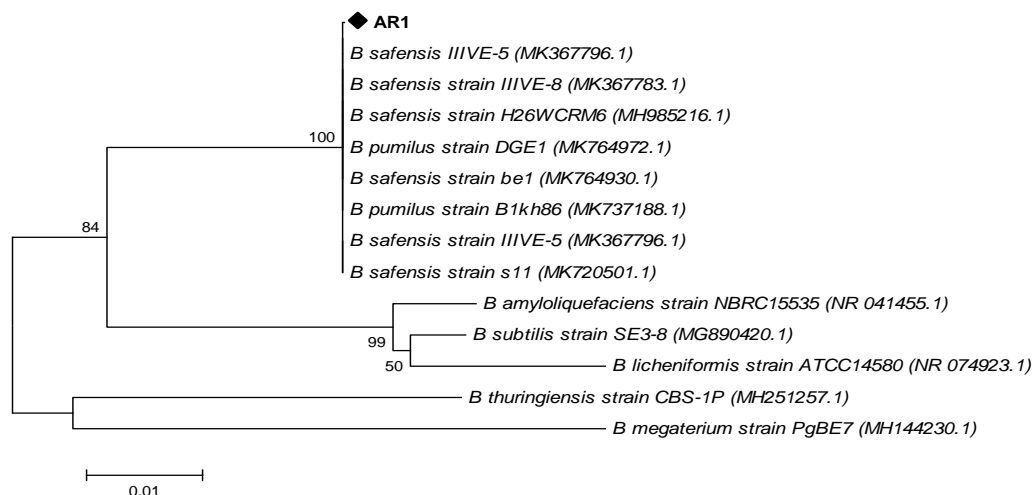 AR1
B safensis IIIVE-5 (MK367796.1)
B safensis strain IIIVE-8 (MK367783.1)
B safensis strain H26WCRM6 (MH985216.1)
100
B pumilus strain DGE1 (MK764972.1)
B safensis strain be1 (MK764930.1)
B pumilus strain B1kh86 (MK737188.1)
84
B safensis strain IIIVE-5 (MK367796.1)
B safensis strain s11 (MK720501.1)
B amyloliquefaciens strain NBRC15535 (NR 041455.1)
B subtilis strain SE3-8 (MG890420.1)
99
B licheniformis strain ATCC14580 (NR 074923.1)
50
B thuringiensis strain CBS-1P (MH251257.1)
B megaterium strain PgBE7 (MH144230.1)
0.01